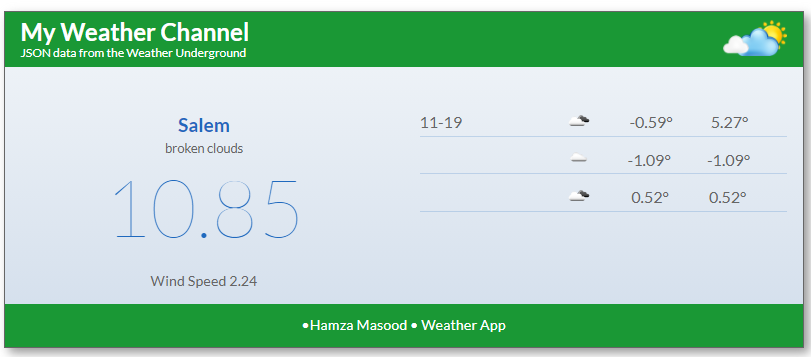 My Weather Channel
JSON data from the Weather Underground
Salem
broken clouds
10.85
Wind Speed 2.24
11-19 -0.59° 5.27°
-1.09° -1.09°
0.52° 0.52°
•Hamza Masood • Weather App